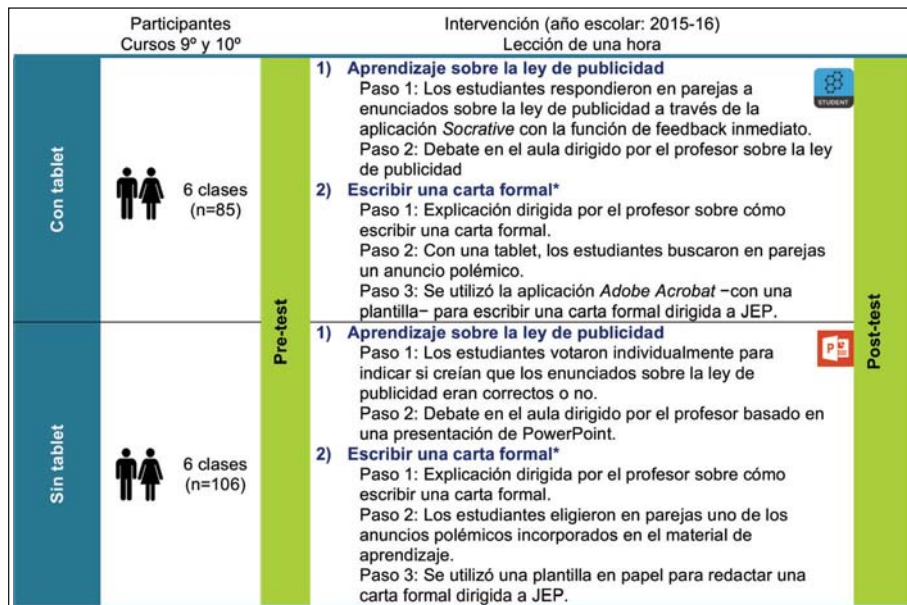 Participantes
Cursos 9º y 10º
Intervención (año escolar: 2015-16)
Lección de una hora
Con tablet
6 clases
(n=85)
Pre-test
1) Aprendizaje sobre la ley de publicidad
Paso 1: Los estudiantes respondieron en parejas a
enunciados sobre la ley de publicidad a través de la
aplicación Socrative con la función de feedback inmediato.
Paso 2: Debate en el aula dirigido por el profesor sobre la ley
de publicidad
STUDENT
2) Escribir una carta formal*
Paso 1: Explicación dirigida por el profesor sobre cómo
escribir una carta formal.
Paso 2: Con una tablet, los estudiantes buscaron en parejas
un anuncio polémico.
Paso 3: Se utilizó la aplicación Adobe Acrobat −con una
plantilla− para escribir una carta formal dirigida a JEP.
Post-test
Sin tablet
6 clases
(n=106)
1) Aprendizaje sobre la ley de publicidad
Paso 1: Los estudiantes votaron individualmente para
indicar si creían que los enunciados sobre la ley de
publicidad eran correctos o no.
Paso 2: Debate en el aula dirigido por el profesor basado en
una presentación de PowerPoint.
P
2) Escribir una carta formal*
Paso 1: Explicación dirigida por el profesor sobre cómo
escribir una carta formal.
Paso 2: Los estudiantes eligieron en parejas uno de los
anuncios polémicos incorporados en el material de
aprendizaje.
Paso 3: Se utilizó una plantilla en papel para redactar una
carta formal dirigida a JEP.